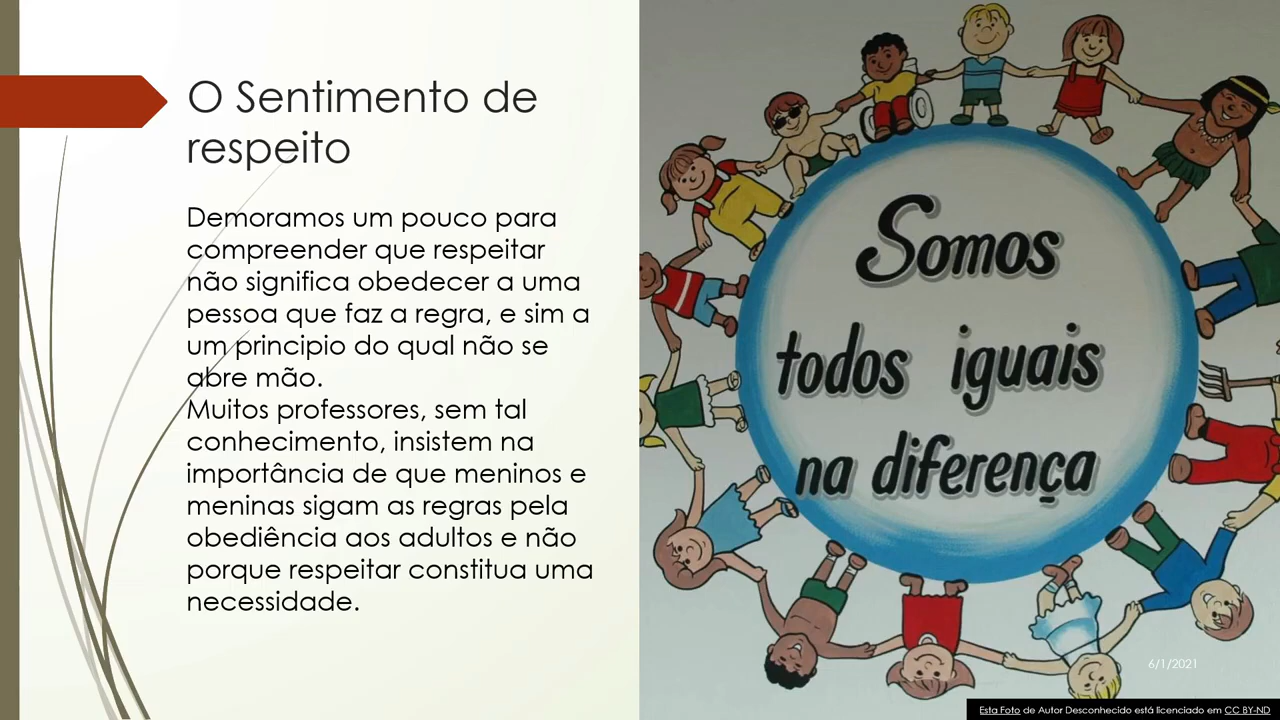 O Sentimento de
respeito
Demoramos um pouco para
compreender que respeitar
não significa obedecer a uma
pessoa que faz a regra, e sim a
um principio do qual não se
abre mão.
Muitos professores, sem tal
conhecimento, insistem na
importância de que meninos e
meninas sigam as regras pela
obediência aos adultos e não
porque respeitar constitua uma
necessidade.
Somos
todos iguais
na diferença
6/1/2021
Esta Foto de Autor Desconhecido está licenciado em CC BY-ND